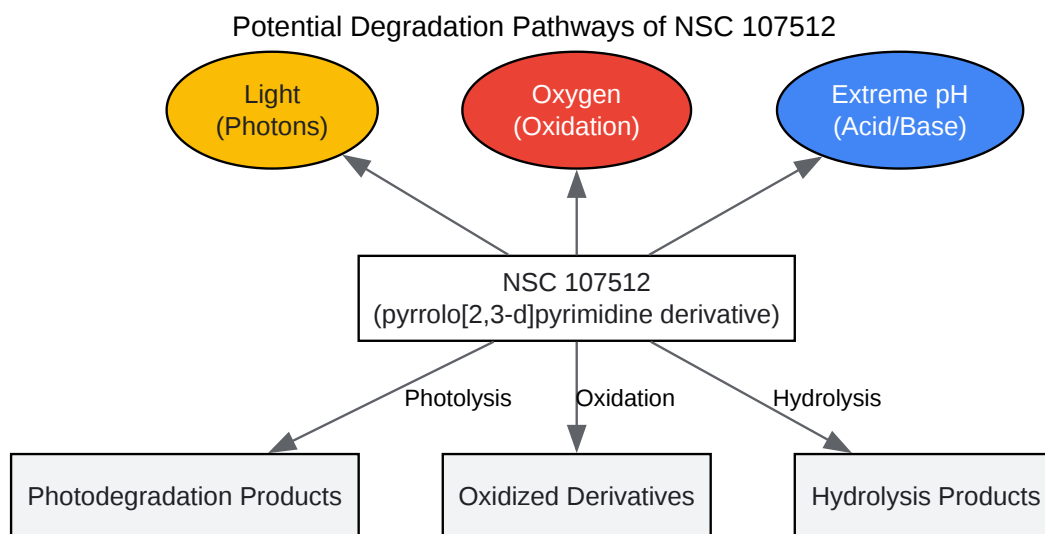 Potential Degradation Pathways of NSC 107512
Light
(Photons)
Oxygen
(Oxidation)
Extreme pH
(Acid/Base)
NSC 107512
(pyrrolo[2,3-d]pyrimidine derivative)
Photolysis
Oxidation
Hydrolysis
Photodegradation Products
Oxidized Derivatives
Hydrolysis Products